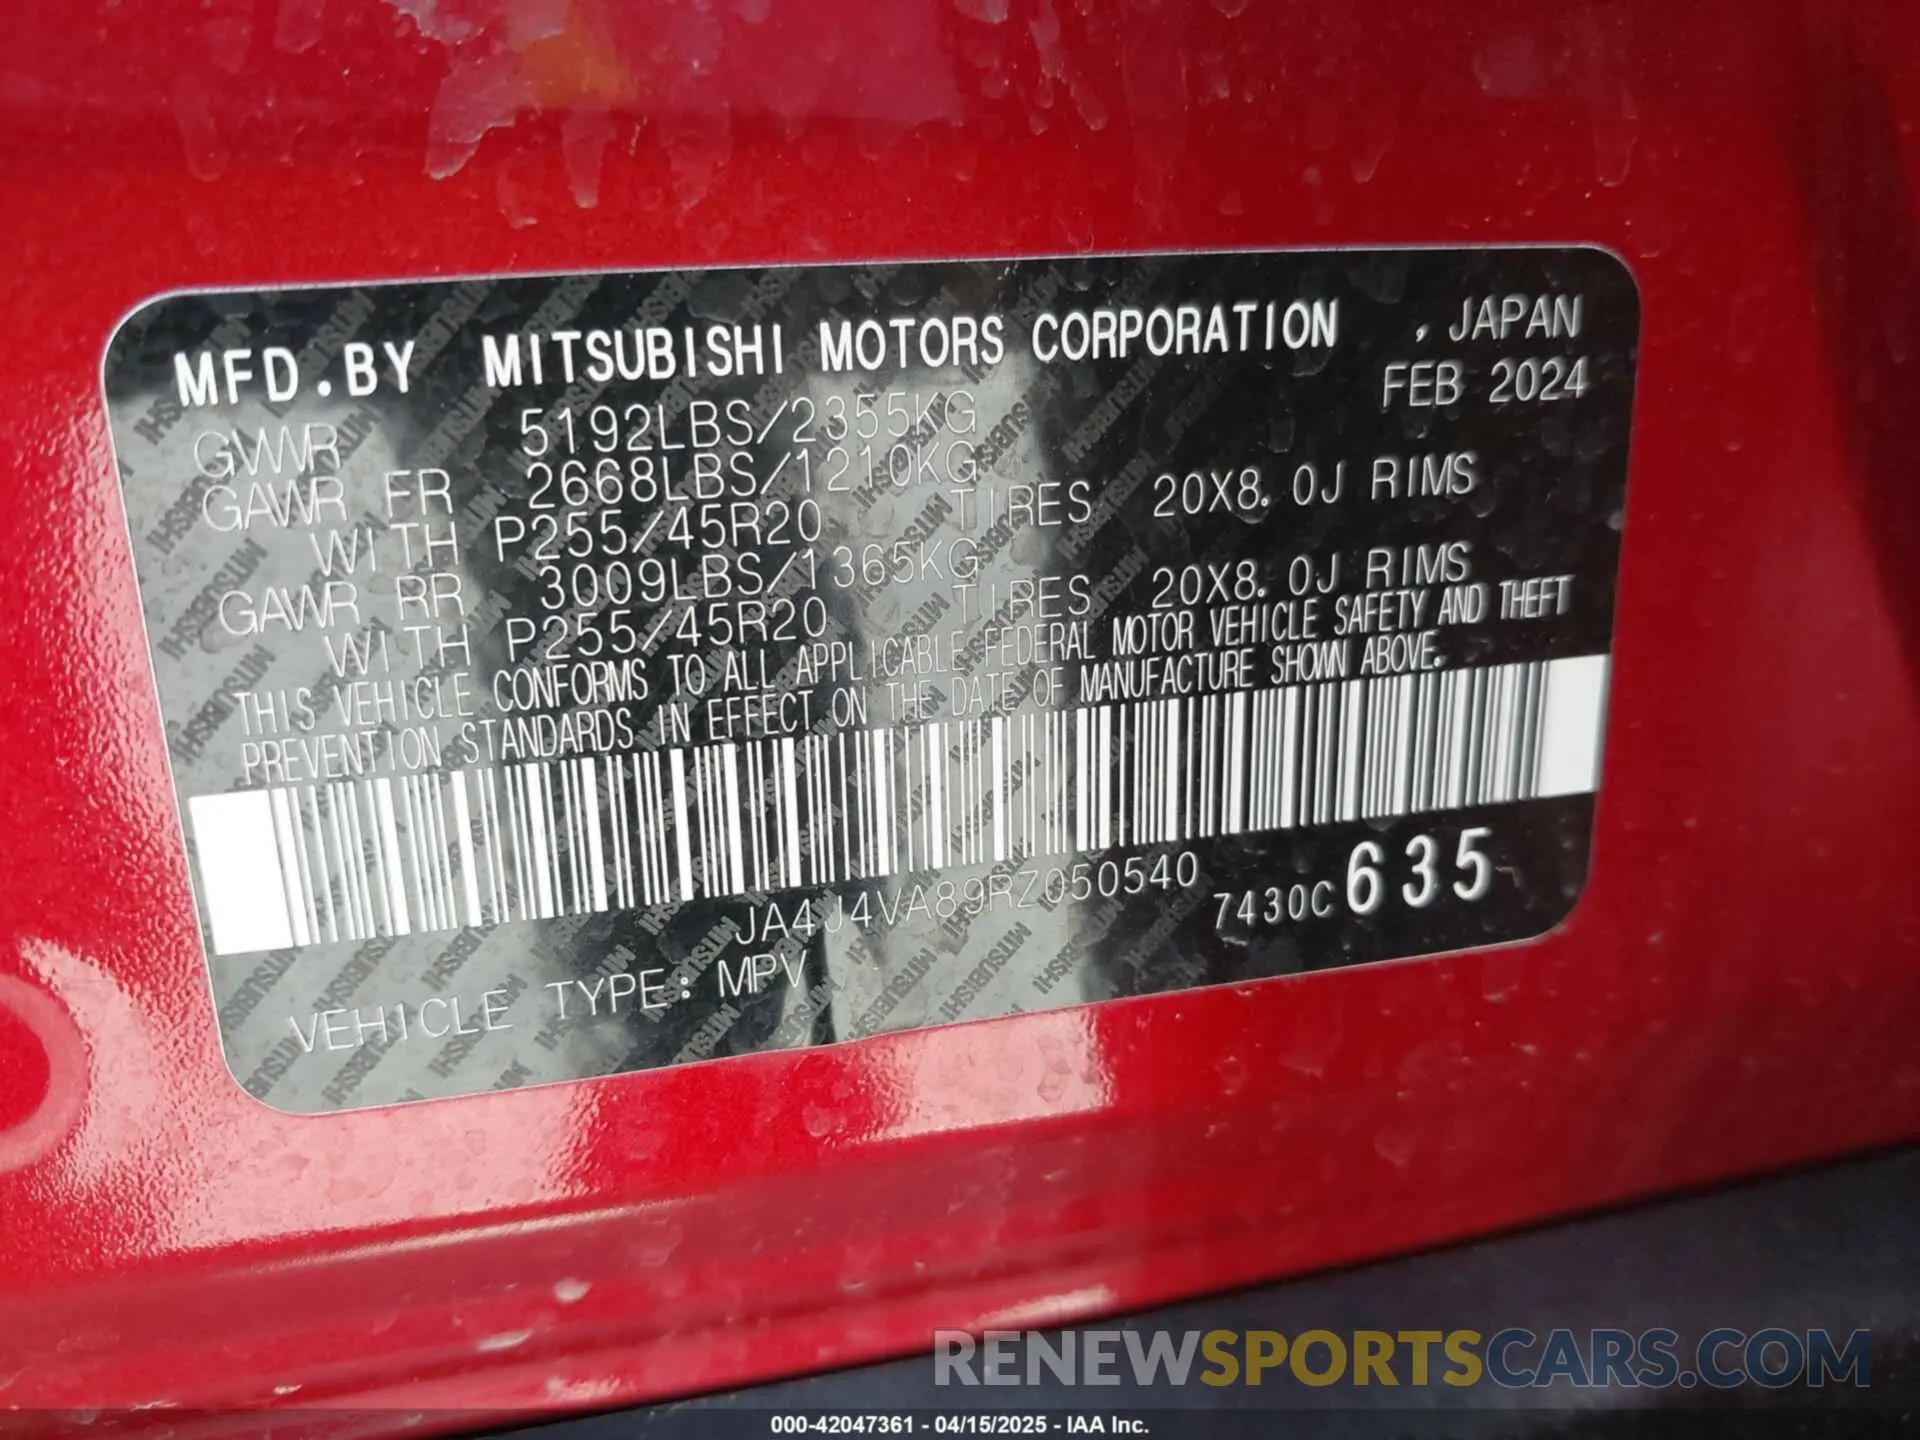 MFD.BY MITSUBISHI MOTORS CORPORATION , JAPAN
FEB 2024
GVWR 5192LBS/2355KG
GAWR FR 2668LBS/1210KG
WITH P255/45R20 TIRES 20X8.0J RIMS
GAWR RR 3009LBS/1365KG
WITH P255/45R20 TIRES 20X8.0J RIMS
THIS VEHICLE CONFORMS TO ALL APPLICABLE FEDERAL MOTOR VEHICLE SAFETY AND THEFT
PREVENTION STANDARDS IN EFFECT ON THE DATE OF MANUFACTURE SHOWN ABOVE.
JA4J4VA89RZ050540 7430C 635
VEHICLE TYPE: MPV
RENEWSPORTSCARS.COM
000-42047361 - 04/15/2025 - IAA Inc.